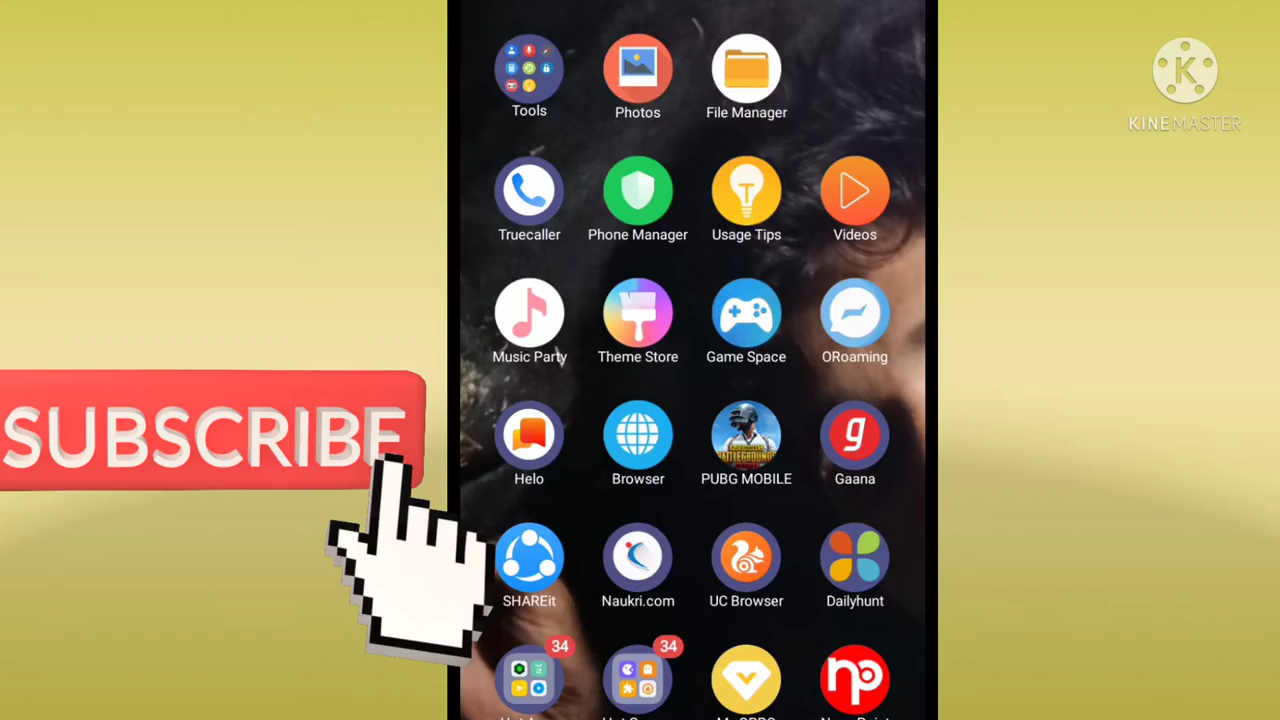 K
KINEMASTER
Tools
Photos
File Manager
Truecaller
Phone Manager
T
Usage Tips
Videos
Music Party
Theme Store
Game Space
ORoaming
SUBSCRIBE
g
Helo
Browser
PUBG MOBILE
Gaana
SHAREit
Naukri.com
UC Browser
Dailyhunt
34
34
np